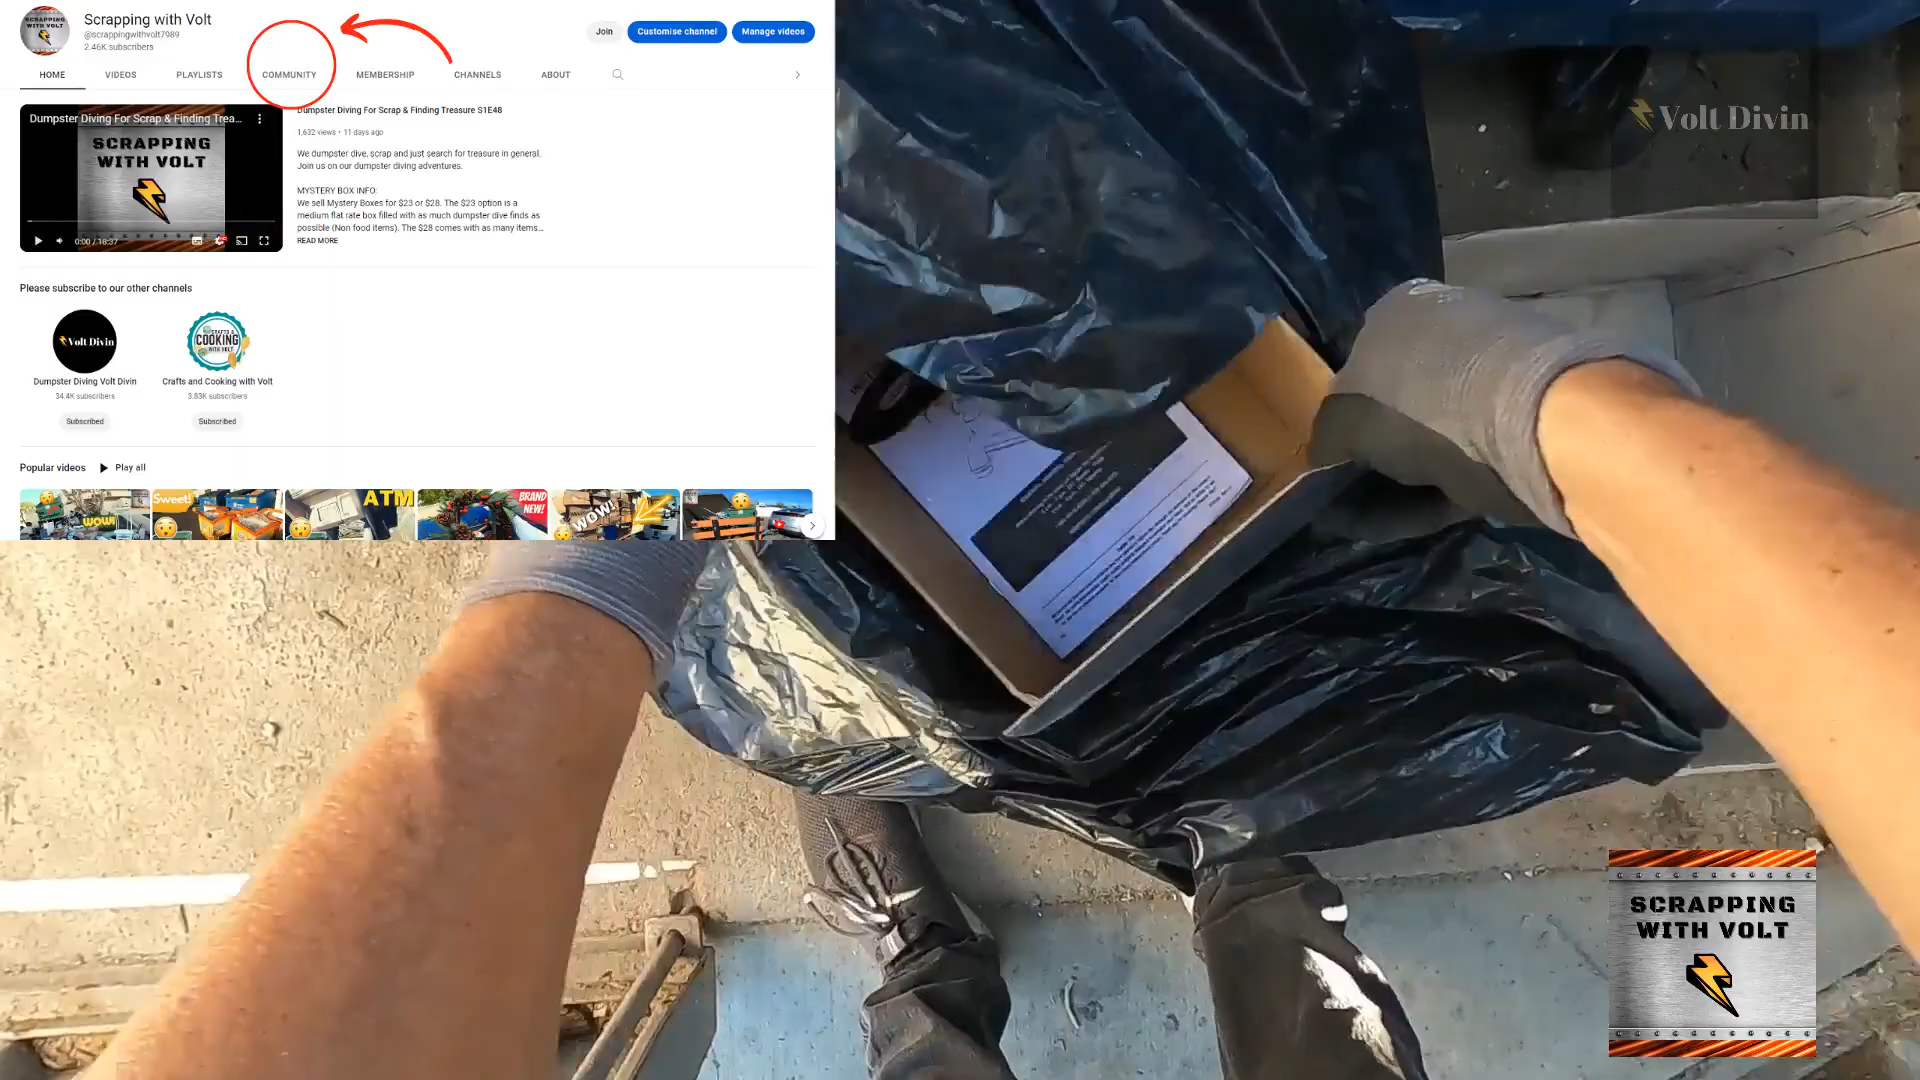 SCRAPPING
WITH VOLT
Scrapping with Volt
@scrappingwithvolt7989
2.46K subscribers
Join
Customise channel
Manage videos
HOME
VIDEOS
PLAYLISTS
COMMUNITY
MEMBERSHIP
CHANNELS
ABOUT
Dumpster Diving For Scrap & Finding Trea...
SCRAPPING
WITH VOLT
0:00 / 18:37
Dumpster Diving For Scrap & Finding Treasure S1E48
1,632 views • 11 days ago
We dumpster dive, scrap and just search for treasure in general.
Join us on our dumpster diving adventures.
MYSTERY BOX INFO:
We sell Mystery Boxes for $23 or $28. The $23 option is a
medium flat rate box filled with as much dumpster dive finds as
possible (Non food items). The $28 comes with as many items...
READ MORE
Please subscribe to our other channels
Volt Divin
CRAFTS &
COOKING
WITH VOLT
Dumpster Diving Volt Divin
Crafts and Cooking with Volt
34.4K subscribers
3.83K subscribers
Subscribed
Subscribed
Popular videos
Play all
WOW!
Sweet!
ATM
BRAND
NEW!
WOW!
Volt Divin
SCRAPPING
WITH VOLT